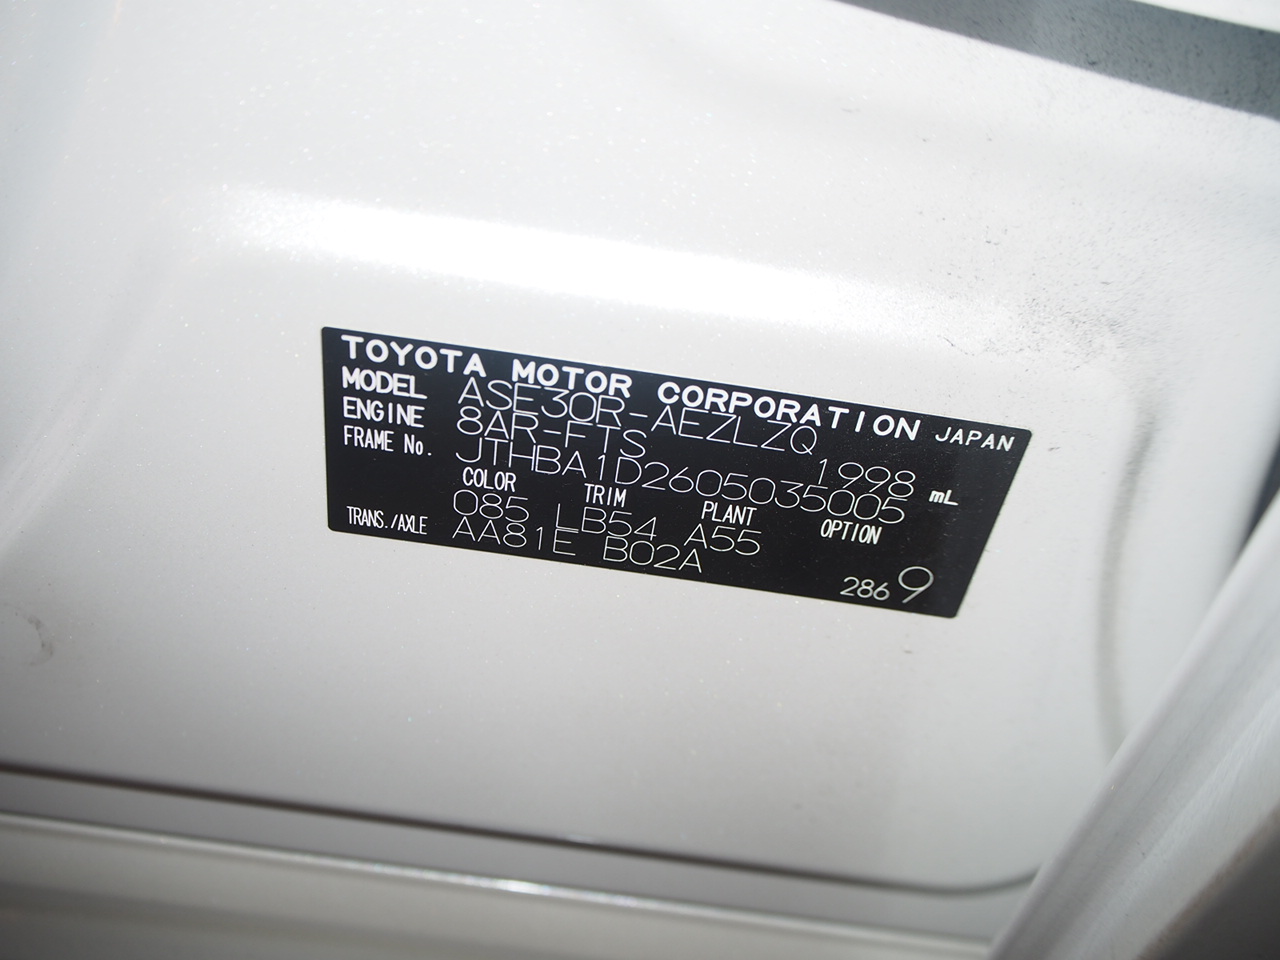 TOYOTA MOTOR CORPORATION JAPAN
MODEL ASE30R-AEZLZQ
ENGINE 8AR-FTS 1998 mL
FRAME No. JTHBA1D2605035005
COLOR TRIM PLANT OPTION
085 LB54 A55
TRANS./AXLE AA81E B02A
286 9